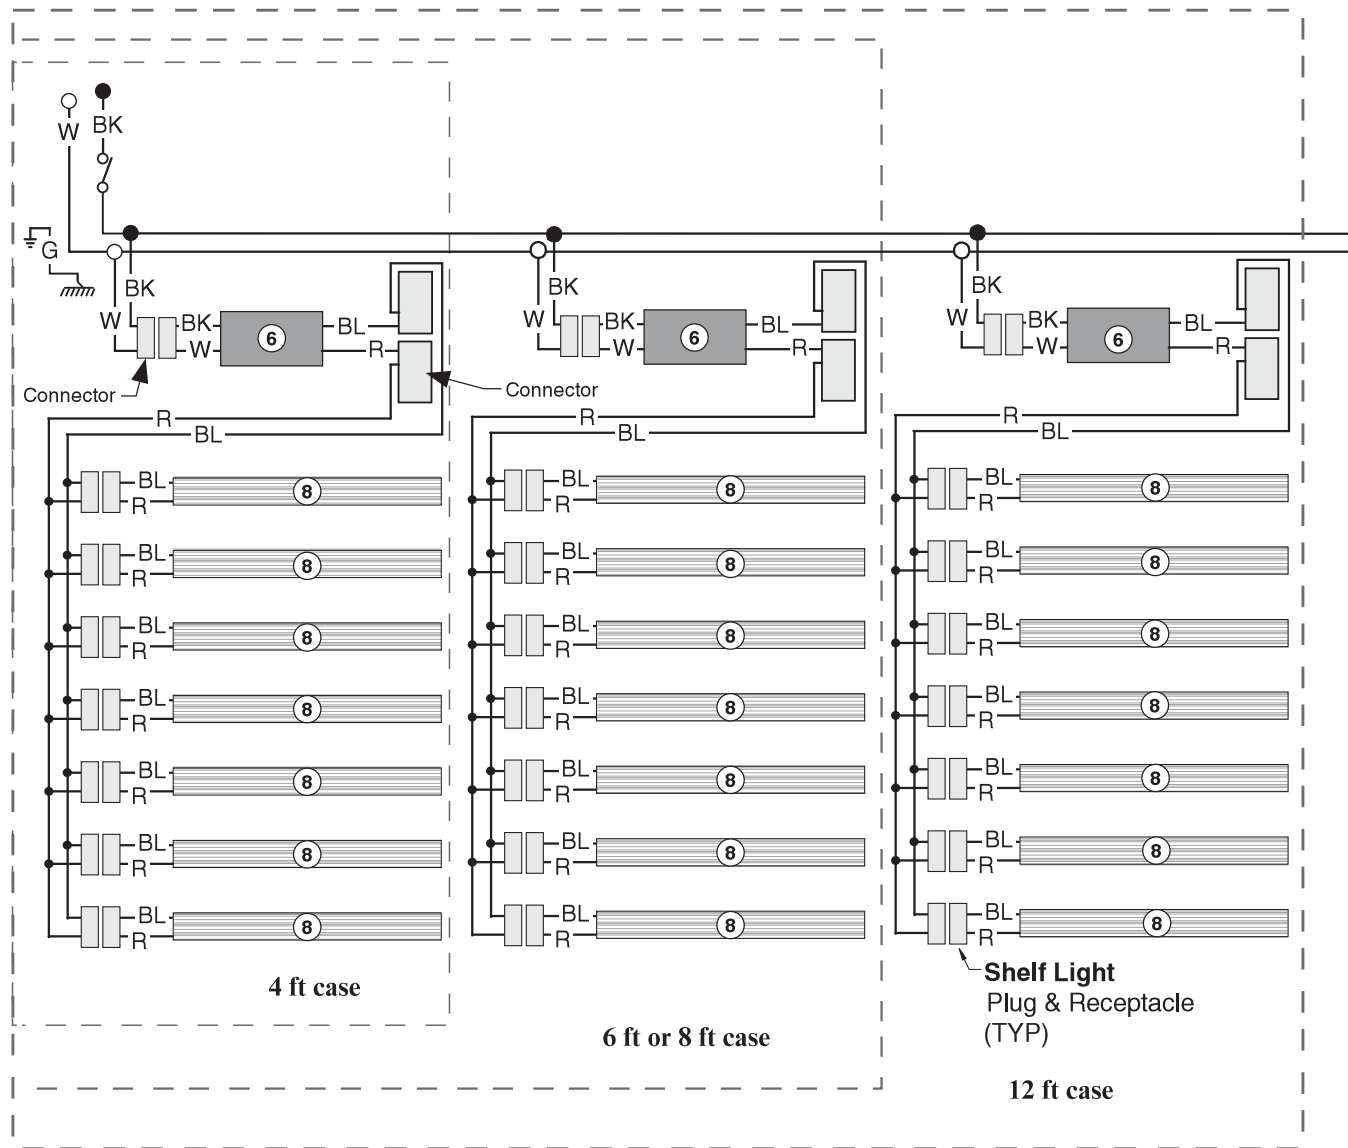 W BK
G
BK BK BK
W BK 6 BL W BK 6 BL W BK 6 BL
W R W R W R
Connector Connector
R R R
BL BL BL
BL 8 BL 8 BL 8
R R R
BL 8 BL 8 BL 8
R R R
BL 8 BL 8 BL 8
R R R
BL 8 BL 8 BL 8
R R R
BL 8 BL 8 BL 8
R R R
BL 8 BL 8 BL 8
R R R
BL 8 BL 8 BL 8
R R R
4 ft case
6 ft or 8 ft case
Shelf Light
Plug & Receptacle
(TYP)
12 ft case